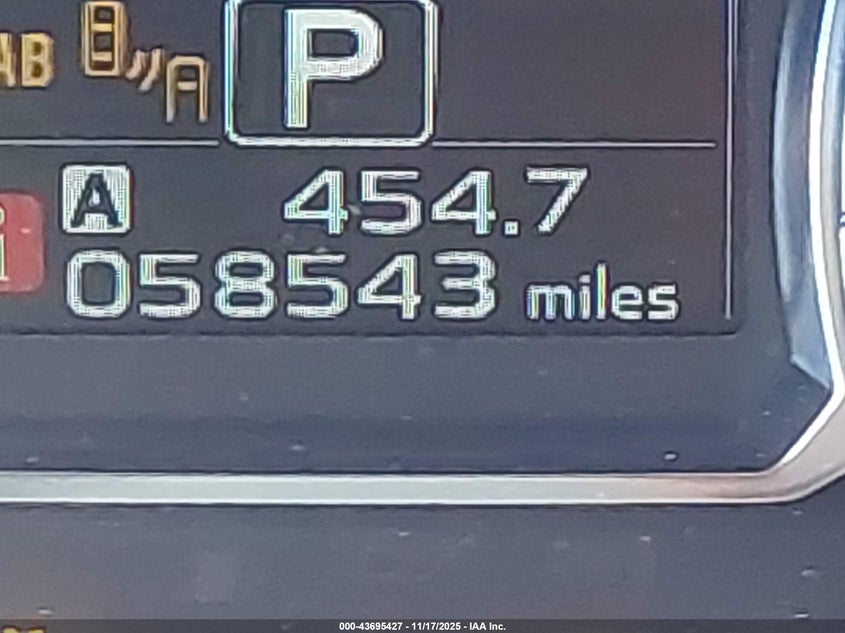 P
A 454.7
058543 miles
000-43695427 - 11/17/2025 - IAA Inc.